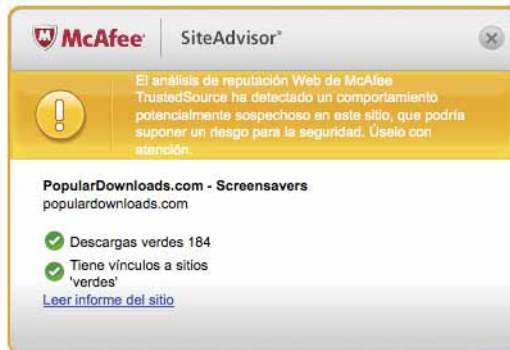 McAfee SiteAdvisor®
El análisis de reputación Web de McAfee
TrustedSource ha detectado un comportamiento
potencialmente sospechoso en este sitio, que podría
suponer un riesgo para la seguridad. Úselo con
atención.
PopularDownloads.com - Screensavers
populardownloads.com
Descargas verdes 184
Tiene vínculos a sitios
'verdes'
Leer informe del sitio